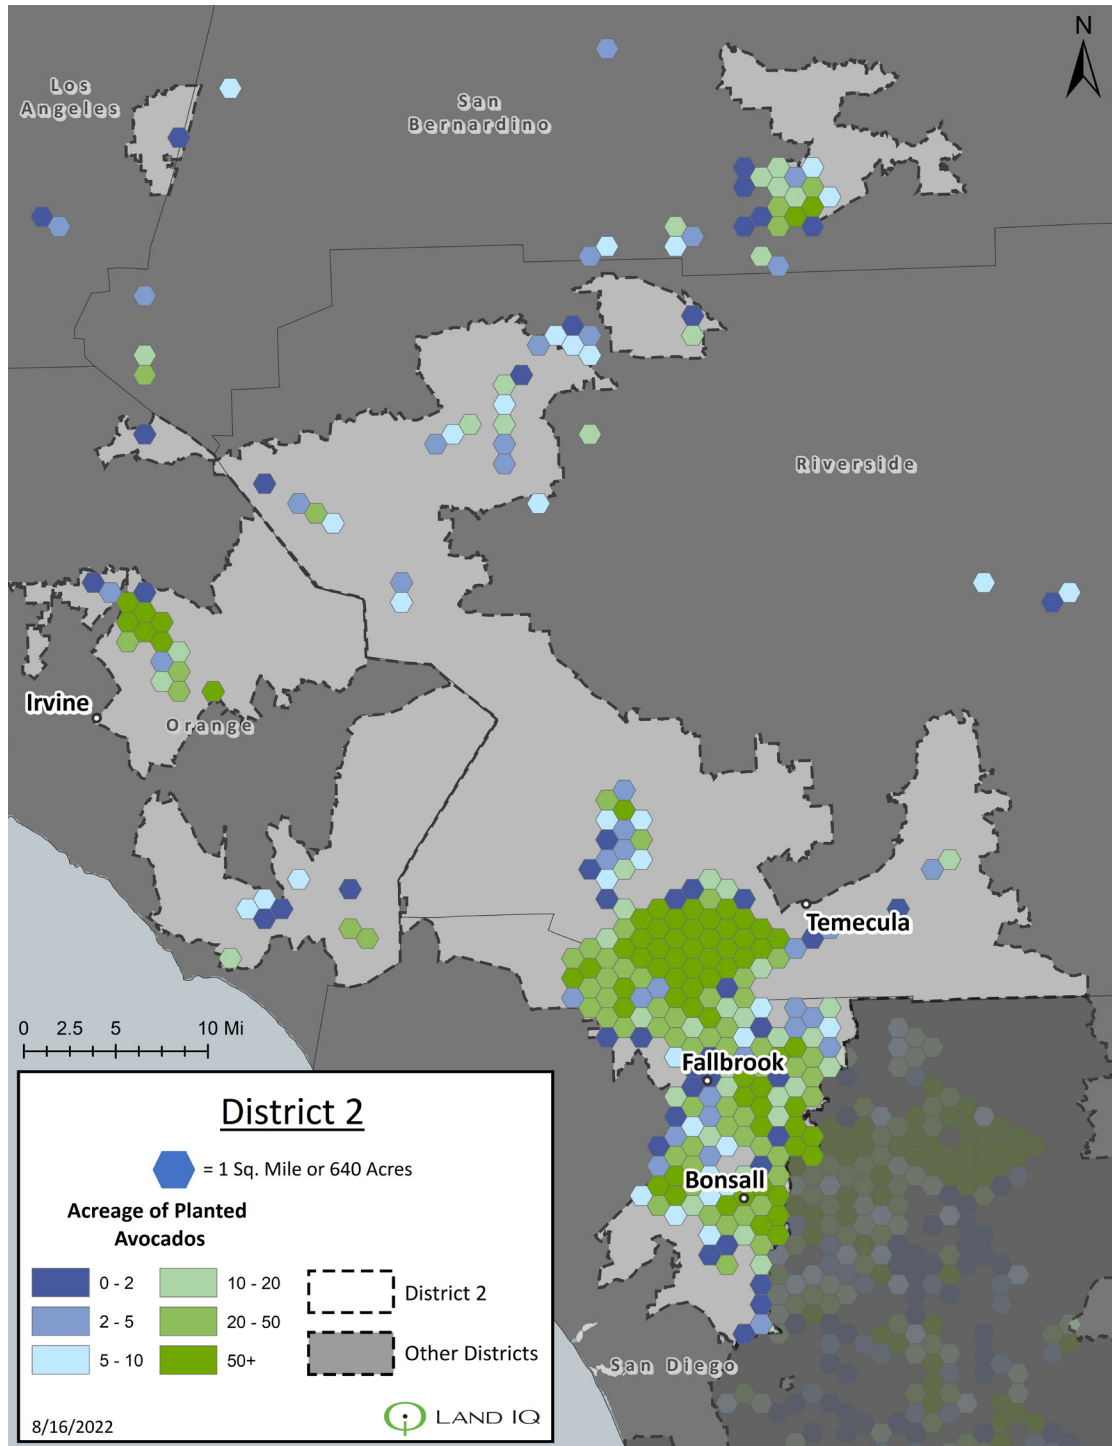 N
Los
Angeles
San
Bernardino
Riverside
Irvine
Orange
Temecula
0 2.5 5 10 Mi
Fallbrook
Bonsall
San Diego
District 2
= 1 Sq. Mile or 640 Acres
Acreage of Planted
Avocados
0 - 2
10 - 20
District 2
2 - 5
20 - 50
5 - 10
50+
Other Districts
8/16/2022
LAND IQ